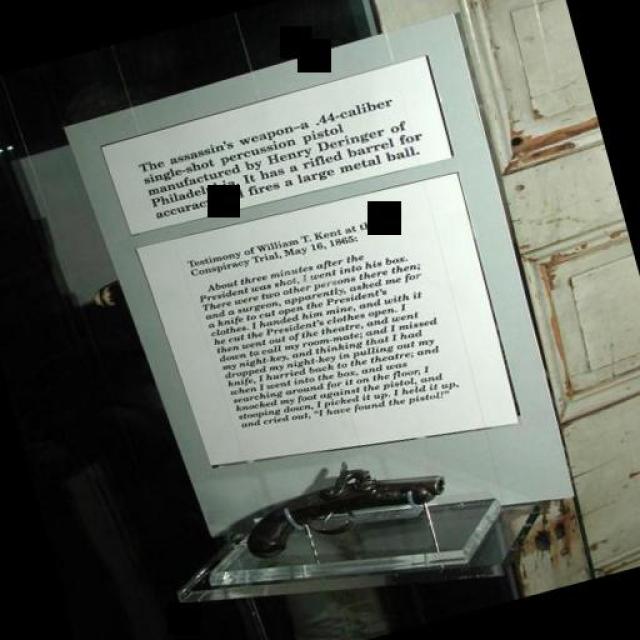 The assassin's weapon–a .44-caliber
single-shot percussion pistol
manufactured by Henry Deringer of
It has a rifled barrel for
fires a large metal ball.
Testimony of William T. Kent at
Conspiracy Trial, May 16, 1865:
About three minutes after the
President was shot, I went into his box.
There were two other persons there then;
and a surgeon, apparently, asked me for
a knife to cut open the President's
clothes. I handed him mine, and with it
he cut the President's clothes open. I
then went out of the theatre, and went
down to call my room-mate; and I missed
my night-key, and thinking that I had
dropped my night-key in pulling out my
knife, I hurried back to the theatre; and
when I went into the box, and was
searching around for it on the floor, I
knocked my foot against the pistol, and
stooping down, I picked it up. I held it up,
and cried out, "I have found the pistol!"